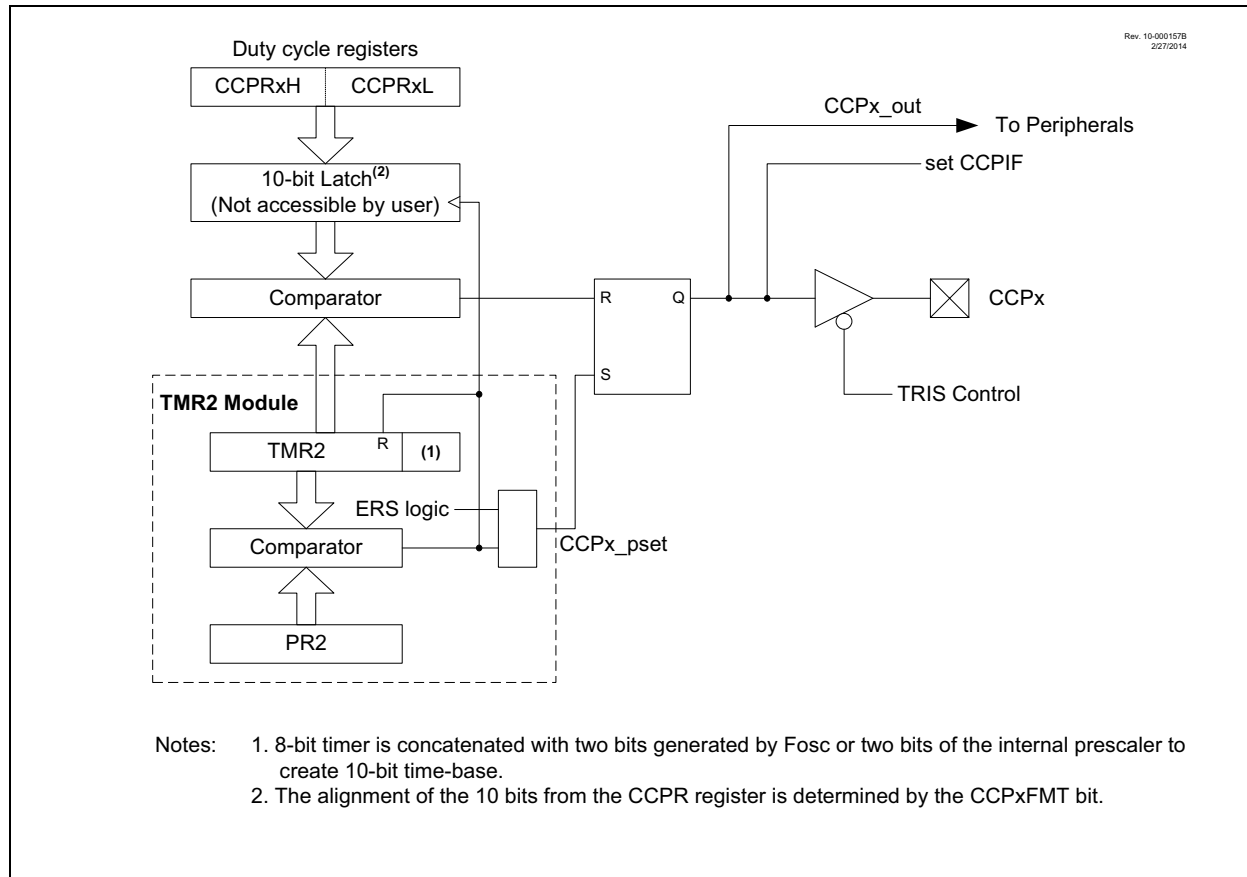 Rev. 10-000157B
2/27/2014
Duty cycle registers
CCPRxH CCPRxL
CCPx_out
To Peripherals
set CCPIF
10-bit Latch(2)
(Not accessible by user)
Comparator
R Q
CCPx
S
TRIS Control
TMR2 Module
R
TMR2 (1)
ERS logic
CCPx_pset
Comparator
PR2
Notes: 1. 8-bit timer is concatenated with two bits generated by Fosc or two bits of the internal prescaler to
create 10-bit time-base.
2. The alignment of the 10 bits from the CCPR register is determined by the CCPxFMT bit.